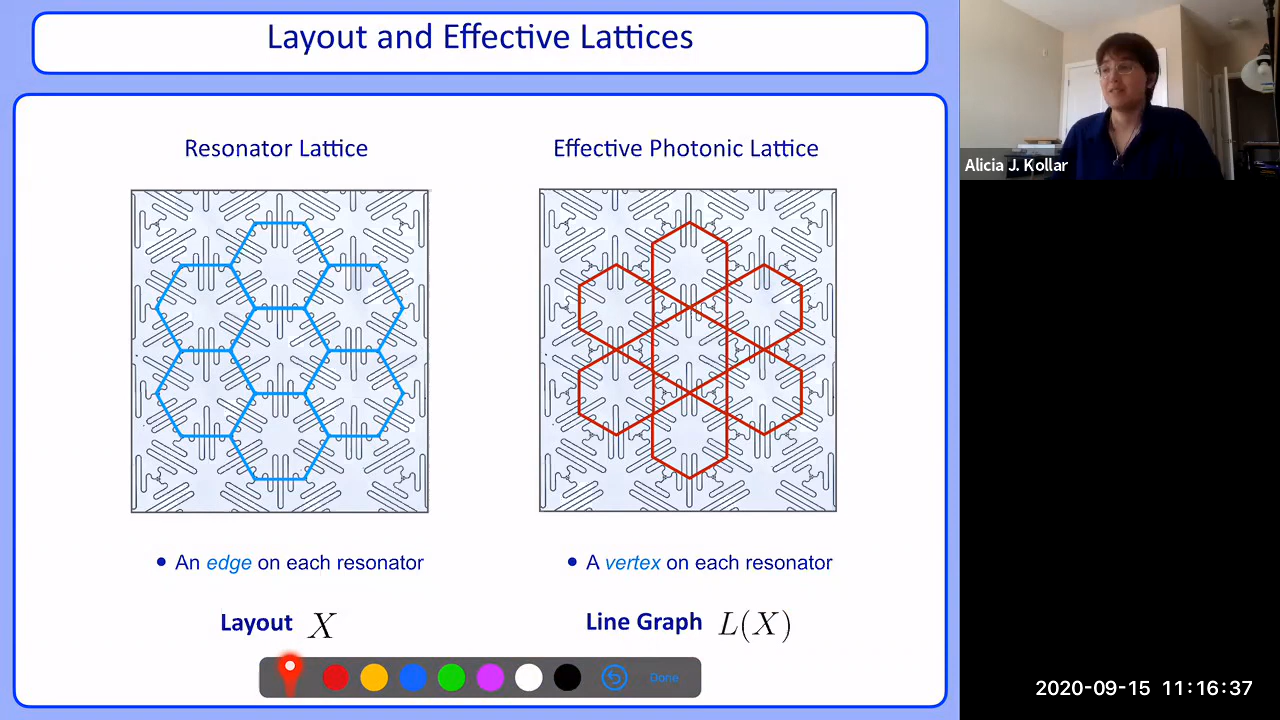 Layout and Effective Lattices
Resonator Lattice
Effective Photonic Lattice
• An edge on each resonator
• A vertex on each resonator
Layout X
Line Graph L(X)
Done
Alicia J. Kollar
2020-09-15 11:16:37